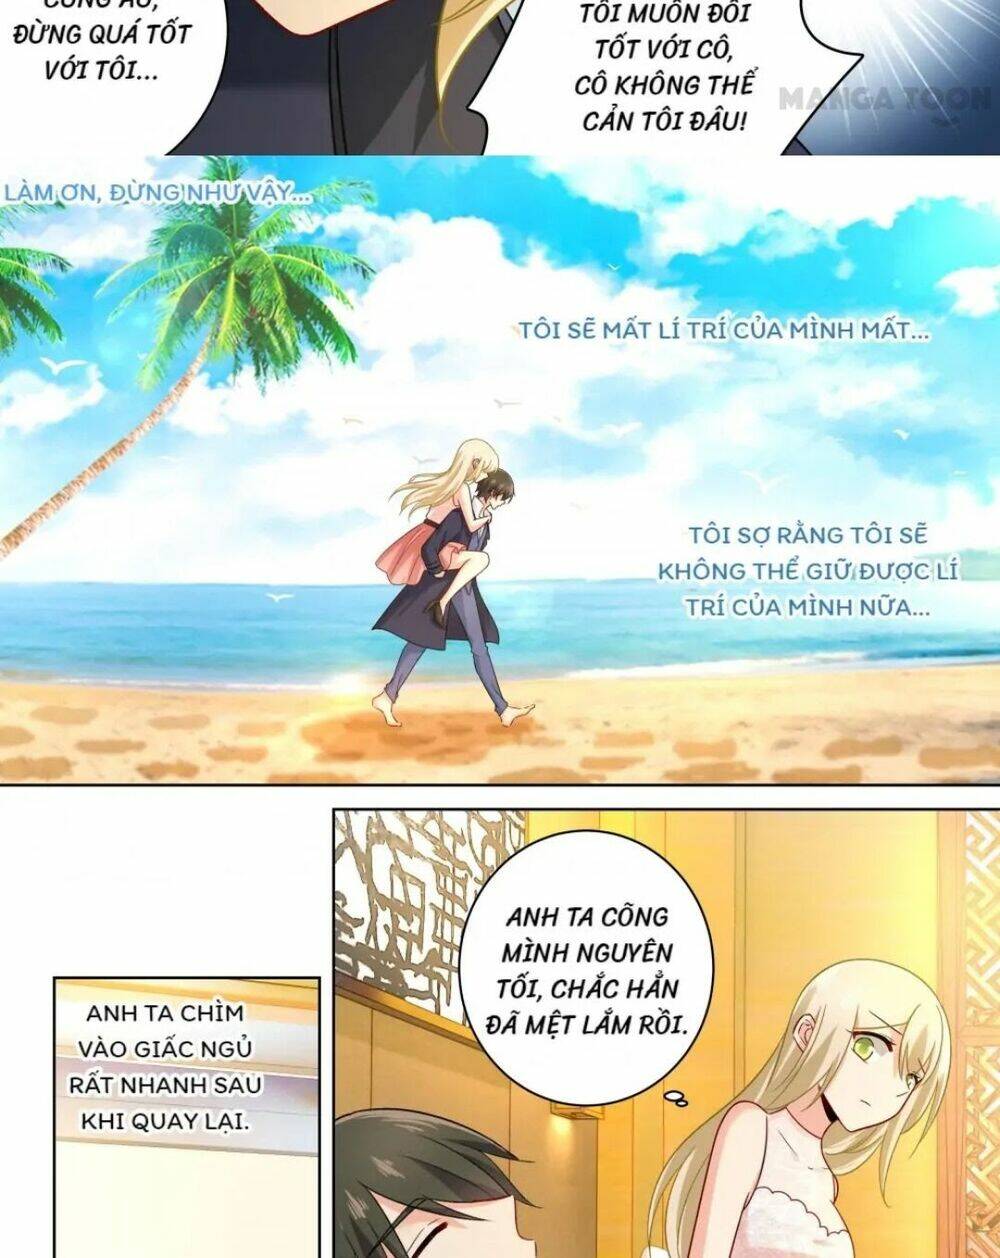 ĐỪNG QUÁ TỐT
VỚI TÔI...
TÔI MUỐN ĐỐI
TỐT VỚI CÔ,
CÔ KHÔNG THỂ
CẢN TÔI ĐÂU!
MANGA TOON
LÀM ƠN, ĐỪNG NHƯ VẬY...
TÔI SẼ MẤT LÍ TRÍ CỦA MÌNH MẤT...
TÔI SỢ RẰNG TÔI SẼ
KHÔNG THỂ GIỮ ĐƯỢC LÍ
TRÍ CỦA MÌNH NỮA...
ANH TA CÕNG
MÌNH NGUYÊN
TỐI, CHẮC HẲN
ĐÃ MỆT LẮM RỒI.
ANH TA CHÌM
VÀO GIẤC NGỦ
RẤT NHANH SAU
KHI QUAY LẠI.